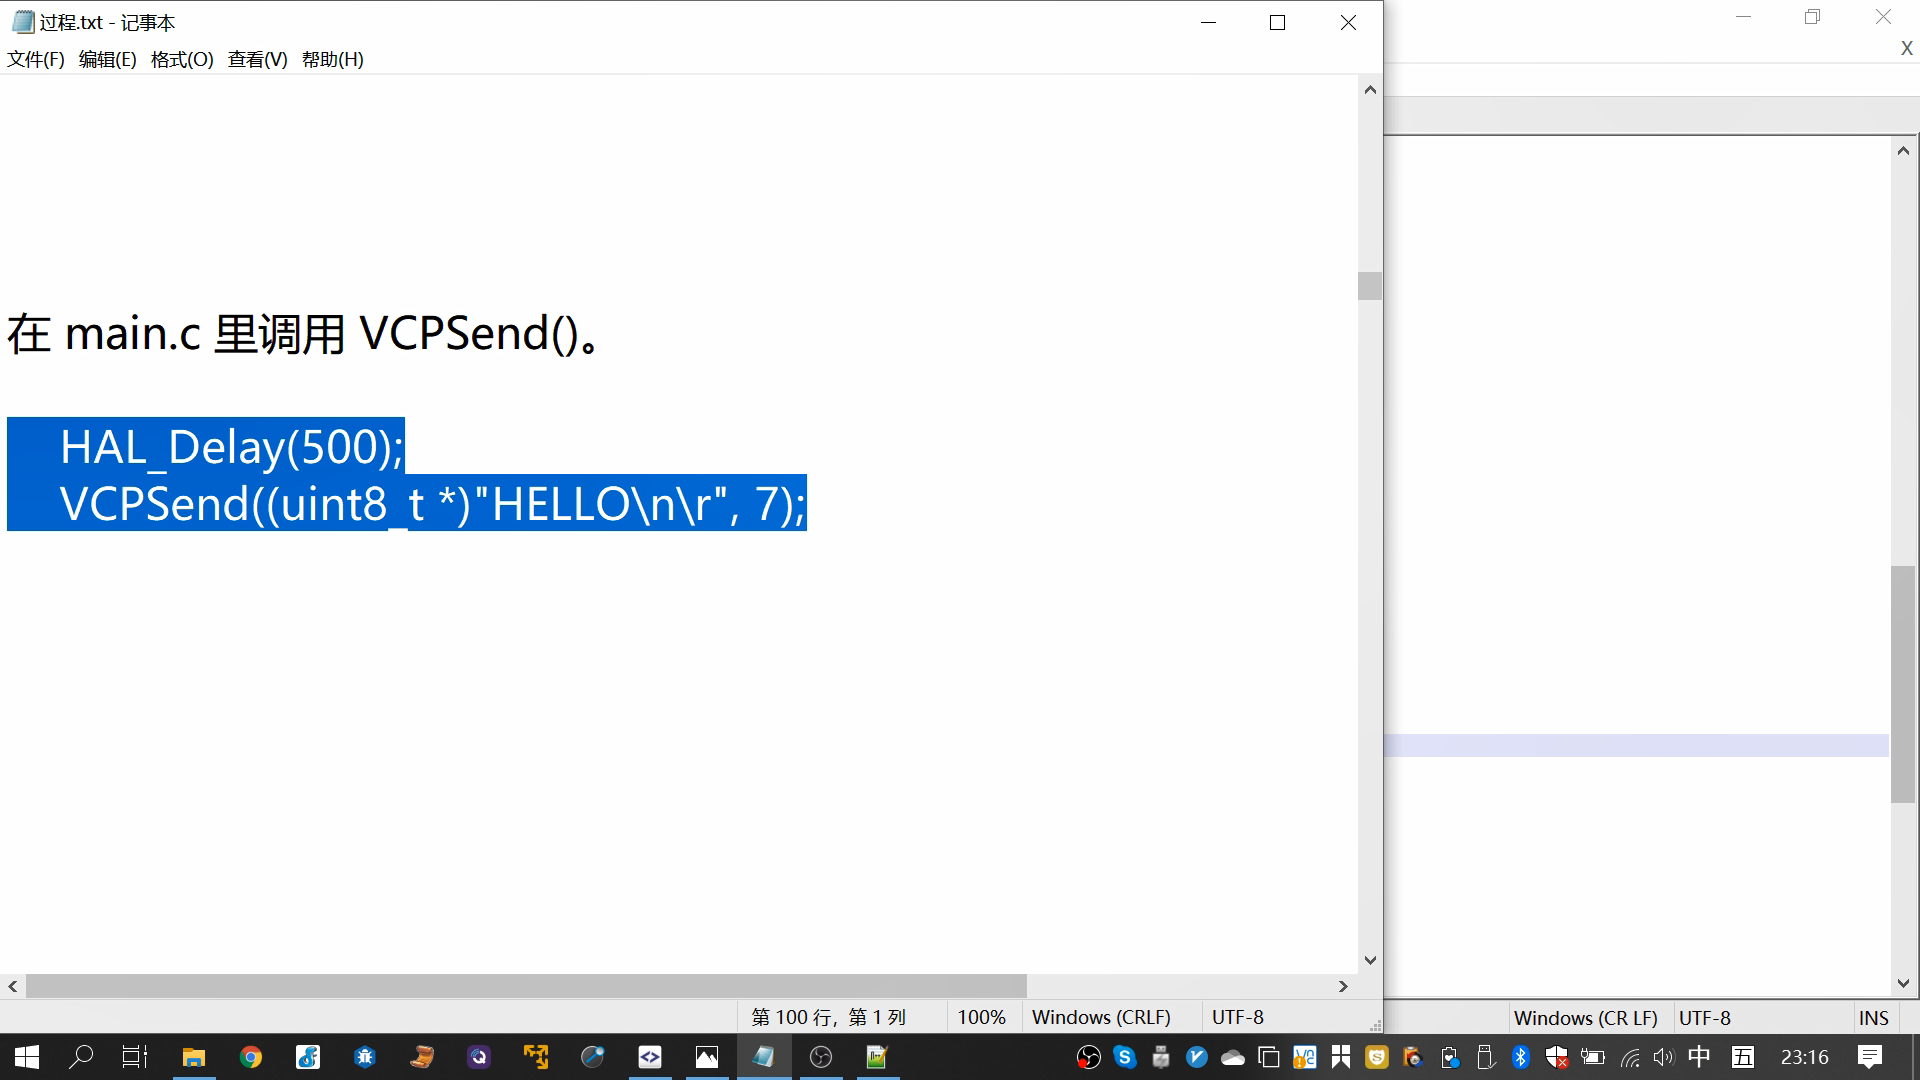 过程.txt - 记事本
X
文件(F) 编辑(E) 格式(O) 查看(V) 帮助(H)
在 main.c 里调用 VCPSend()。
HAL_Delay(500);
VCPSend((uint8_t *)"HELLO\n\r", 7);
第 100 行，第 1 列 100% Windows (CRLF) UTF-8
Windows (CR LF) UTF-8 INS
中 五 23:16